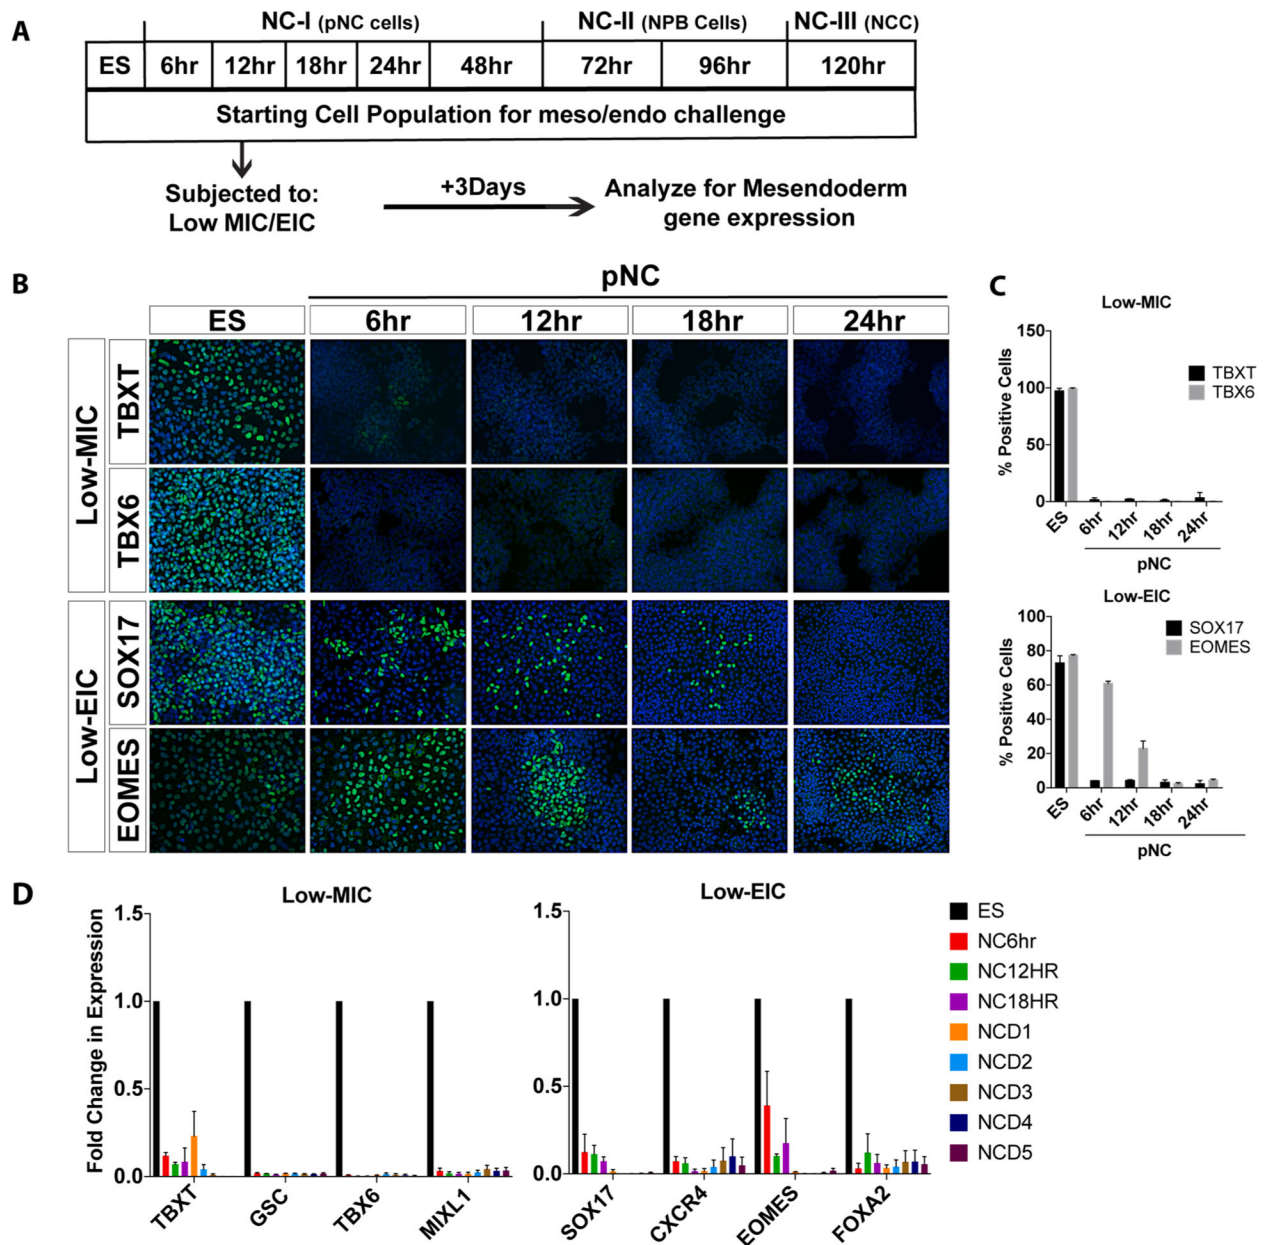 A
NC-I (pNC cells) NC-II (NPB Cells) NC-III (NCC)
ES 6hr 12hr 18hr 24hr 48hr 72hr 96hr 120hr
Starting Cell Population for meso/endo challenge
Subjected to:
Low MIC/EIC
+3Days
Analyze for Mesendoderm
gene expression
B
pNC
ES 6hr 12hr 18hr 24hr
Low-MIC
TBXT
TBX6
Low-EIC
SOX17
EOMES
C
Low-MIC
% Positive Cells
150
100
50
0
TBXT
TBX6
ES 6hr 12hr 18hr 24hr
pNC
Low-EIC
% Positive Cells
100
80
60
40
20
0
SOX17
EOMES
ES 6hr 12hr 18hr 24hr
pNC
D
Low-MIC
Fold Change in Expression
1.5
1.0
0.5
0.0
TBXT GSC TBX6 MIXL1
Low-EIC
1.5
1.0
0.5
0.0
SOX17 CXCR4 EOMES FOXA2
ES
NC6hr
NC12HR
NC18HR
NCD1
NCD2
NCD3
NCD4
NCD5